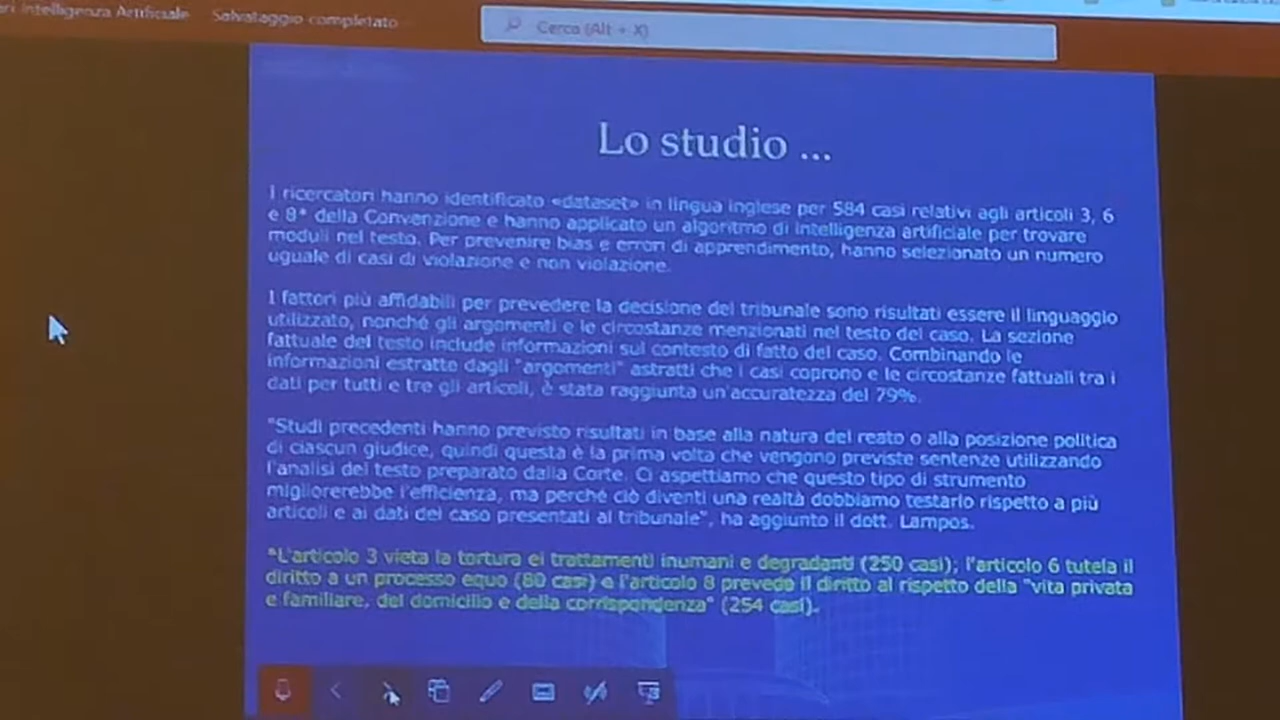 ri Intelligenza Artificiale Salvataggio completato
Cerca (Alt + X)
Lo studio ...
I ricercatori hanno identificato «dataset» in lingua inglese per 584 casi relativi agli articoli 3, 6
e 8* della Convenzione e hanno applicato un algoritmo di intelligenza artificiale per trovare
moduli nel testo. Per prevenire bias e errori di apprendimento, hanno selezionato un numero
uguale di casi di violazione e non violazione.
I fattori più affidabili per prevedere la decisione del tribunale sono risultati essere il linguaggio
utilizzato, nonché gli argomenti e le circostanze menzionati nel testo del caso. La sezione
fattuale del testo include informazioni sul contesto di fatto del caso. Combinando le
informazioni estratte dagli "argomenti" astratti che i casi coprono e le circostanze fattuali tra i
dati per tutti e tre gli articoli, è stata raggiunta un'accuratezza del 79%.
"Studi precedenti hanno previsto risultati in base alla natura del reato o alla posizione politica
di ciascun giudice, quindi questa è la prima volta che vengono previste sentenze utilizzando
l'analisi del testo preparato dalla Corte. Ci aspettiamo che questo tipo di strumento
migliorerebbe l'efficienza, ma perché ciò diventi una realtà dobbiamo testarlo rispetto a più
articoli e ai dati del caso presentati al tribunale", ha aggiunto il dott. Lampos.
*L'articolo 3 vieta la tortura ei trattamenti inumani e degradanti (250 casi); l'articolo 6 tutela il
diritto a un processo equo (80 casi) e l'articolo 8 prevede il diritto al rispetto della "vita privata
e familiare, del domicilio e della corrispondenza" (254 casi).